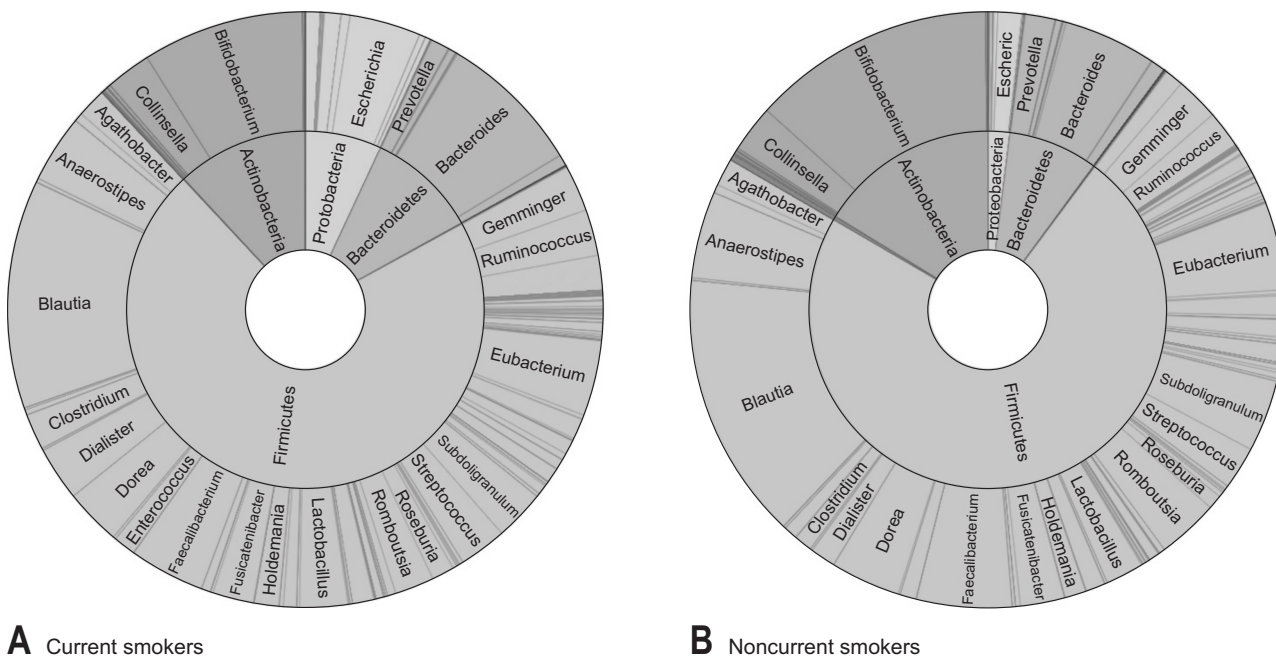 Bifidobacterium
Collinsella
Agathobacter
Anaerostipes
Blautia
Clostridium
Dialister
Dorea
Enterococcus
Faecalibacterium
Fusicatenibacter
Holdemania
Lactobacillus
Romboutsia
Roseburia
Streptococcus
Subdoligranulum
Eubacterium
Ruminococcus
Gemminger
Bacteroides
Prevotella
Escherichia
Actinobacteria
Protobacteria
Bacteroidetes
Firmicutes
A Current smokers
Bifidobacterium
Collinsella
Agathobacter
Anaerostipes
Blautia
Clostridium
Dialister
Dorea
Faecalibacterium
Fusicatenibacter
Holdemania
Lactobacillus
Romboutsia
Roseburia
Streptococcus
Subdoligranulum
Eubacterium
Ruminococcus
Gemminger
Bacteroides
Prevotella
Escheric
Actinobacteria
Proteobacteria
Bacteroidetes
Firmicutes
B Noncurrent smokers